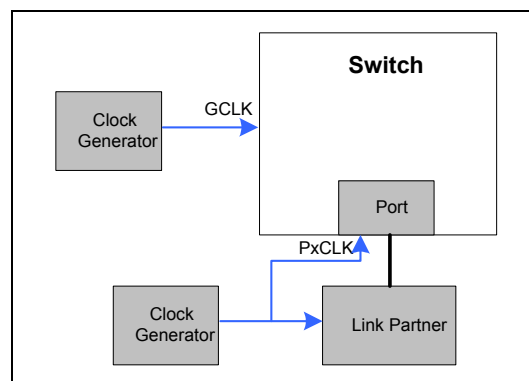 Switch
GCLK
Clock
Generator
Port
PxCLK
Clock
Generator
Link Partner